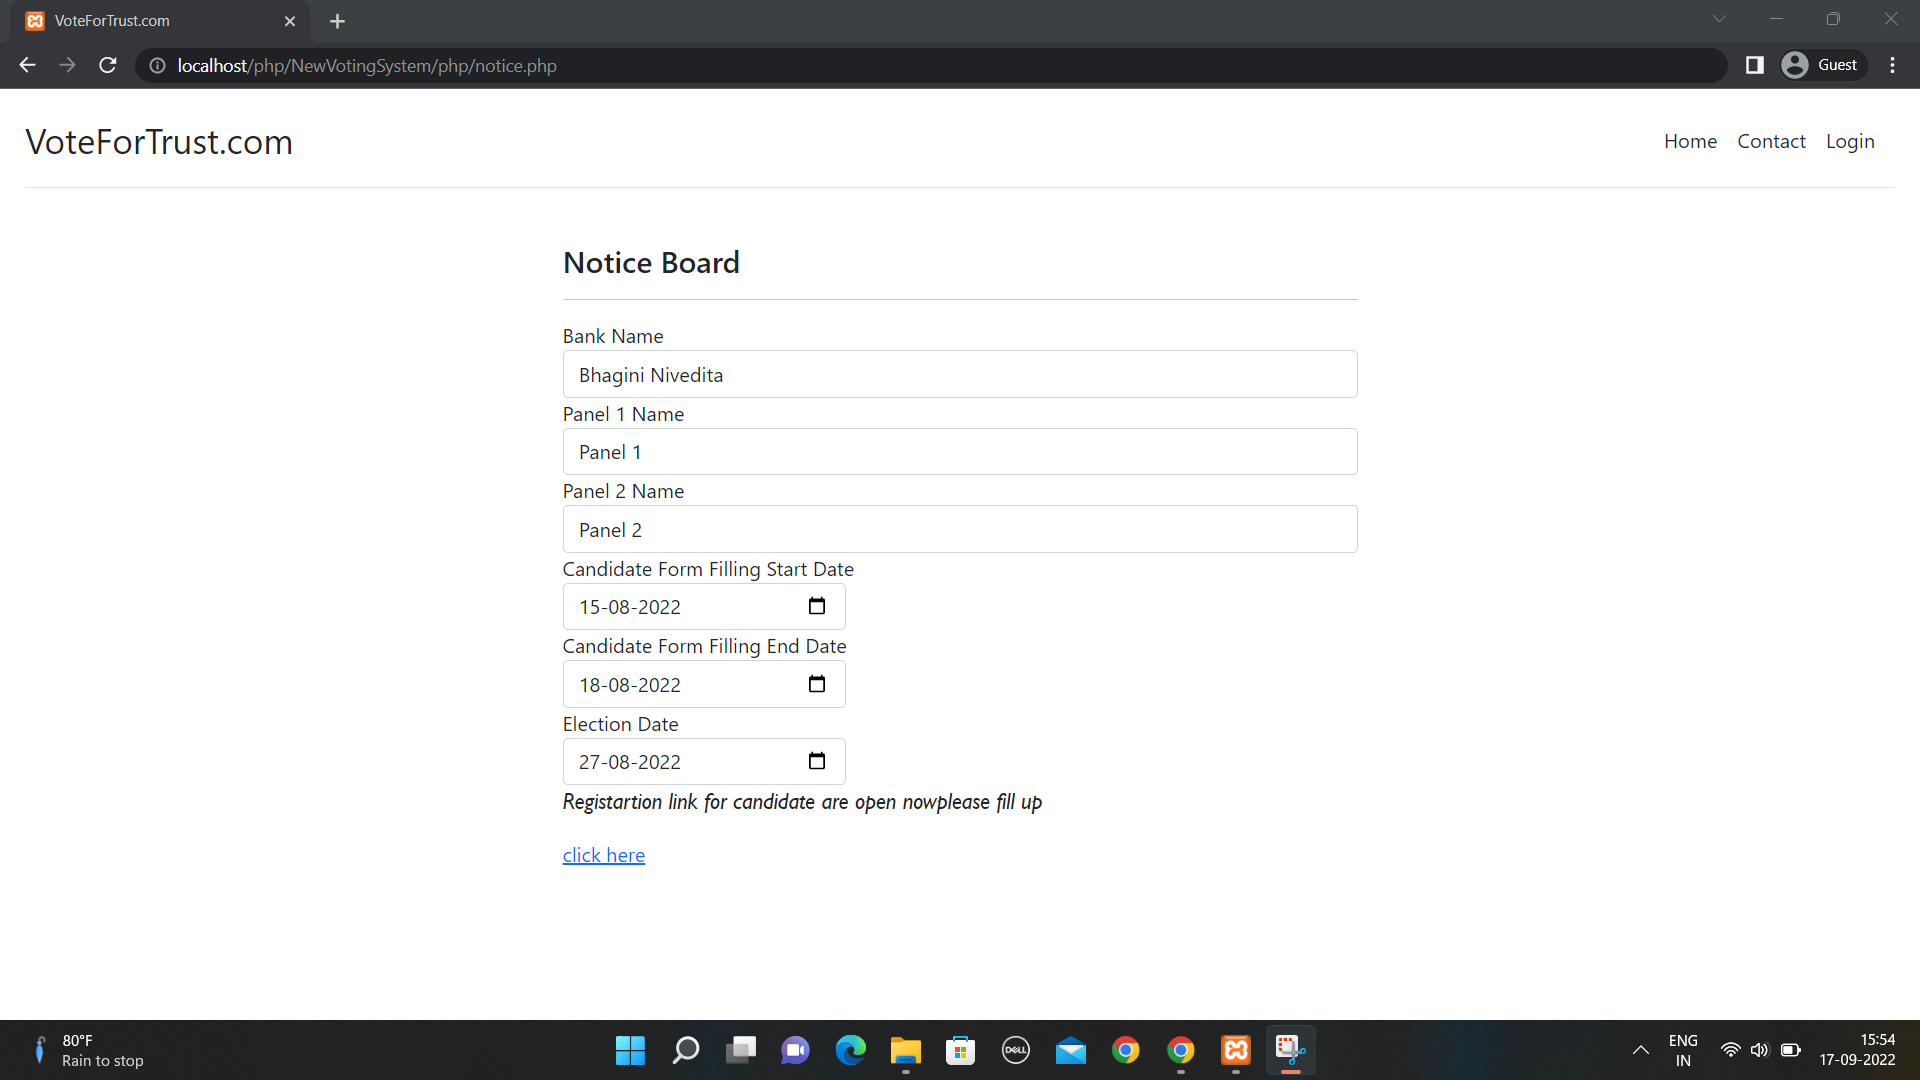 VoteForTrust.com
localhost/php/NewVotingSystem/php/notice.php
Guest
VoteForTrust.com
Home Contact Login
Notice Board
Bank Name
Bhagini Nivedita
Panel 1 Name
Panel 1
Panel 2 Name
Panel 2
Candidate Form Filling Start Date
15-08-2022
Candidate Form Filling End Date
18-08-2022
Election Date
27-08-2022
Registartion link for candidate are open nowplease fill up
click here
80°F
Rain to stop
DELL
ENG
IN
15:54
17-09-2022